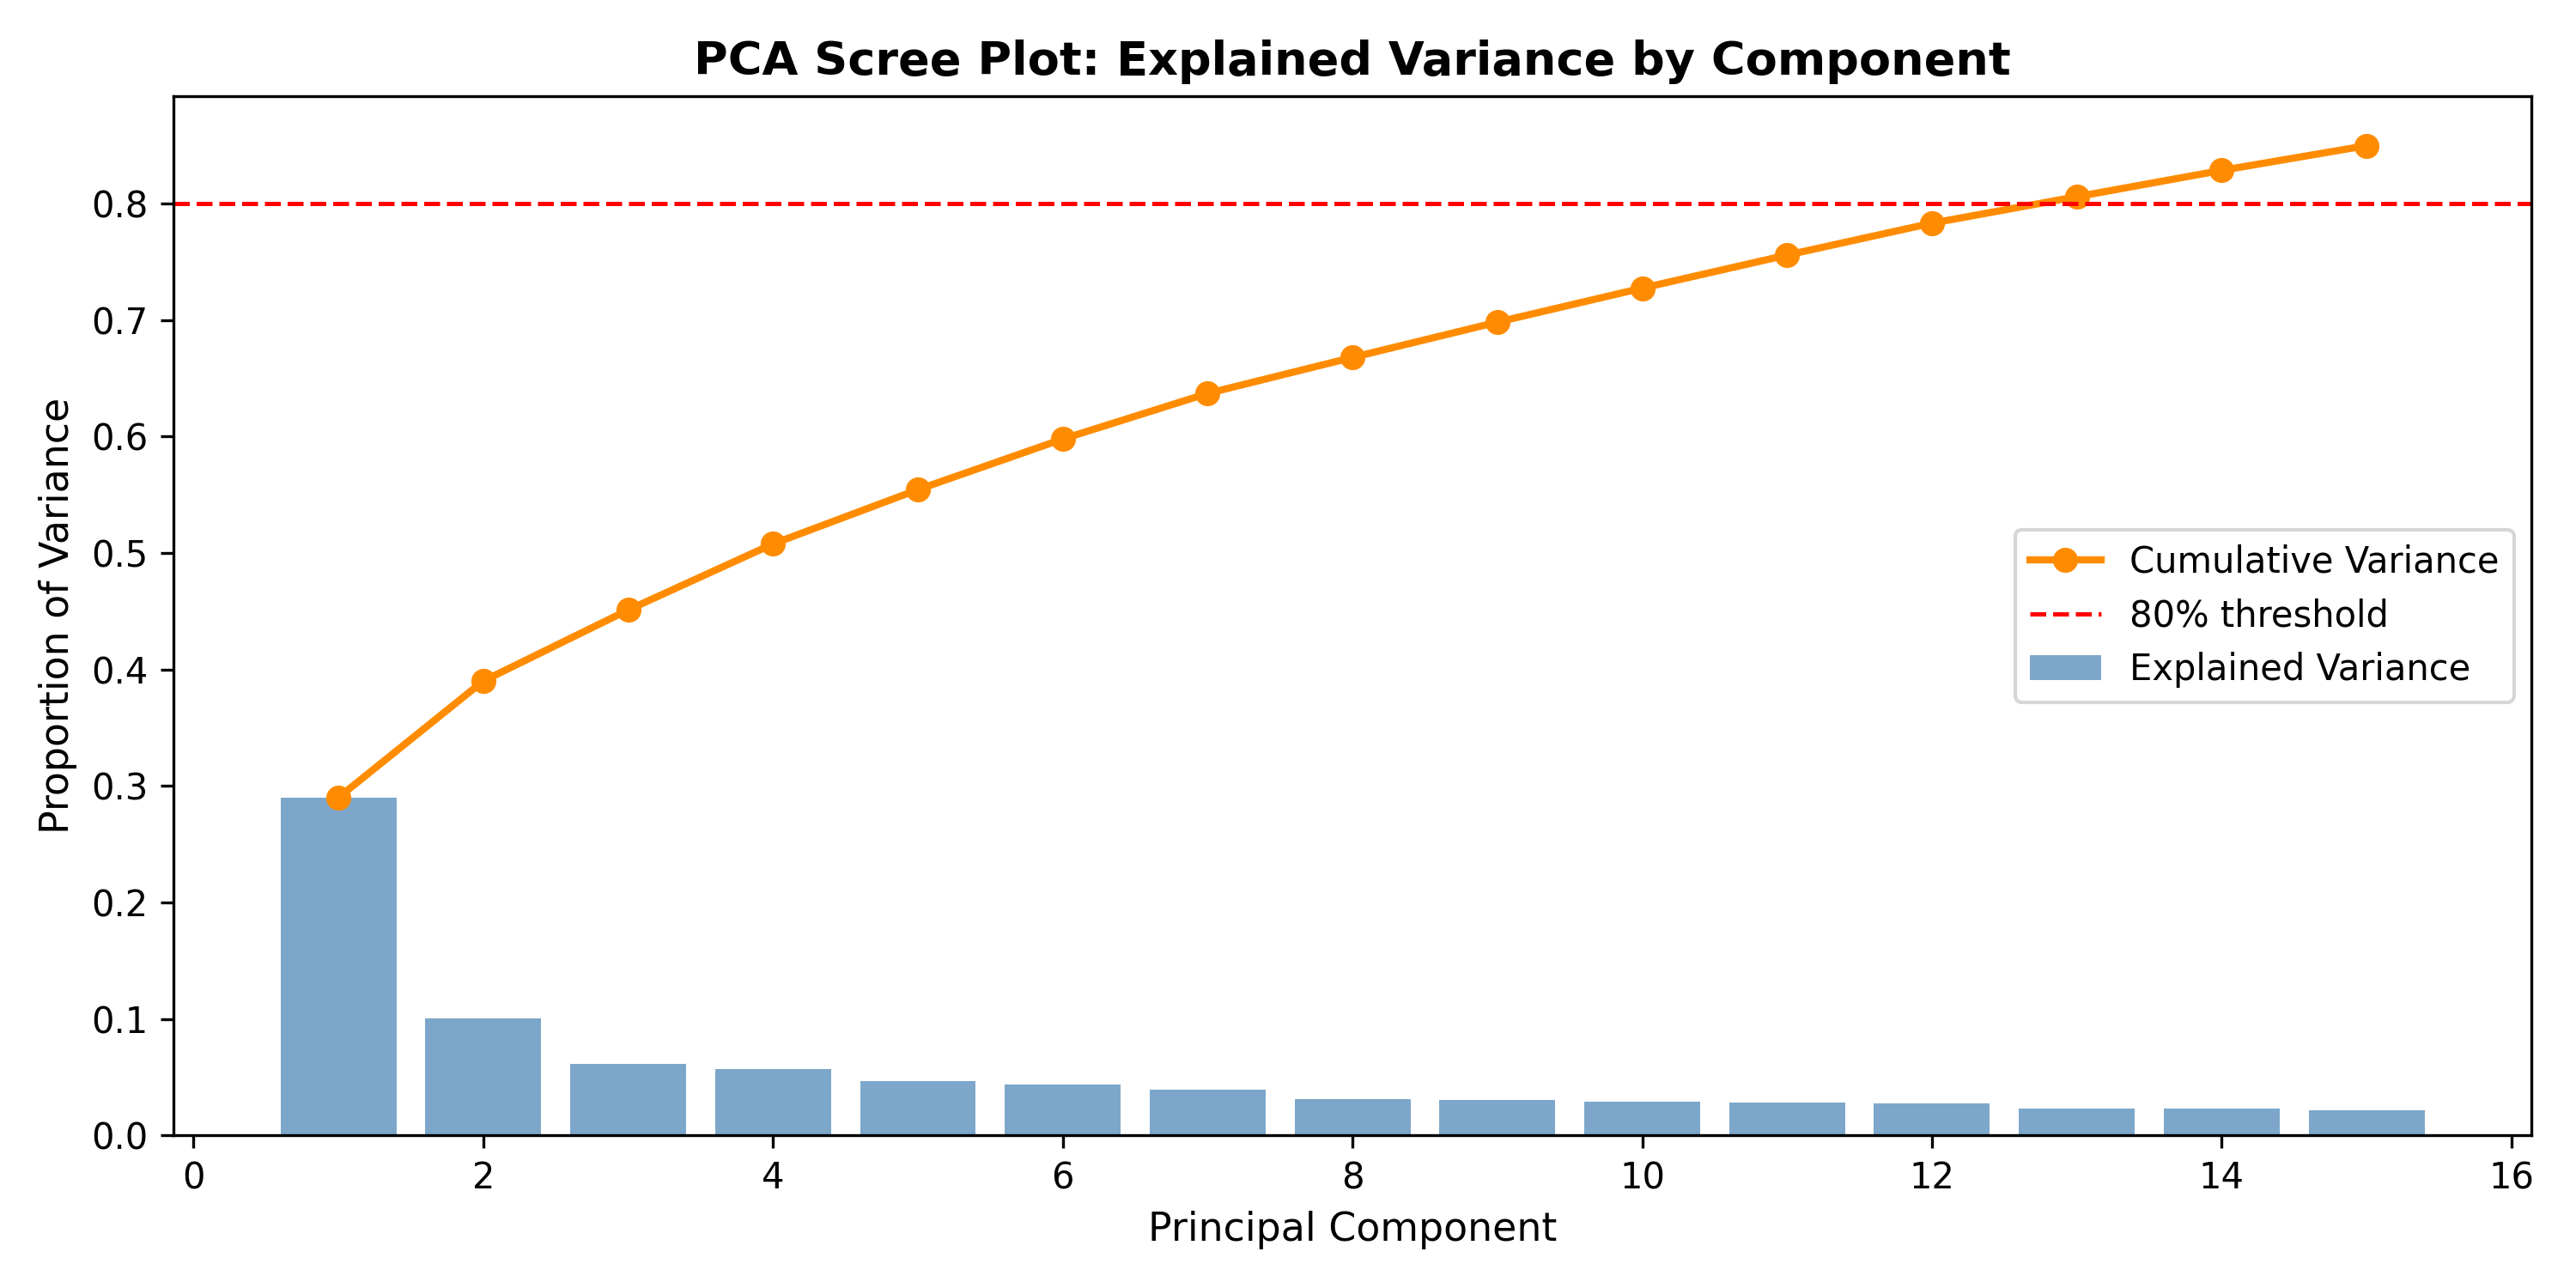 PCA Scree Plot: Explained Variance by Component
Proportion of Variance
0.8
0.7
0.6
0.5
0.4
0.3
0.2
0.1
0.0
Cumulative Variance
80% threshold
Explained Variance
0 2 4 6 8 10 12 14 16
Principal Component